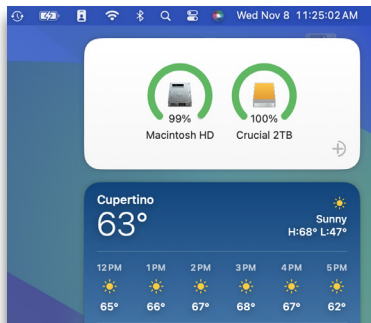 Wed Nov 8 11:25:02 AM
99% 100%
Macintosh HD Crucial 2TB
Cupertino
63°
Sunny
H:68° L:47°
12 PM 1 PM 2 PM 3 PM 4 PM 5 PM
65° 66° 67° 68° 67° 62°